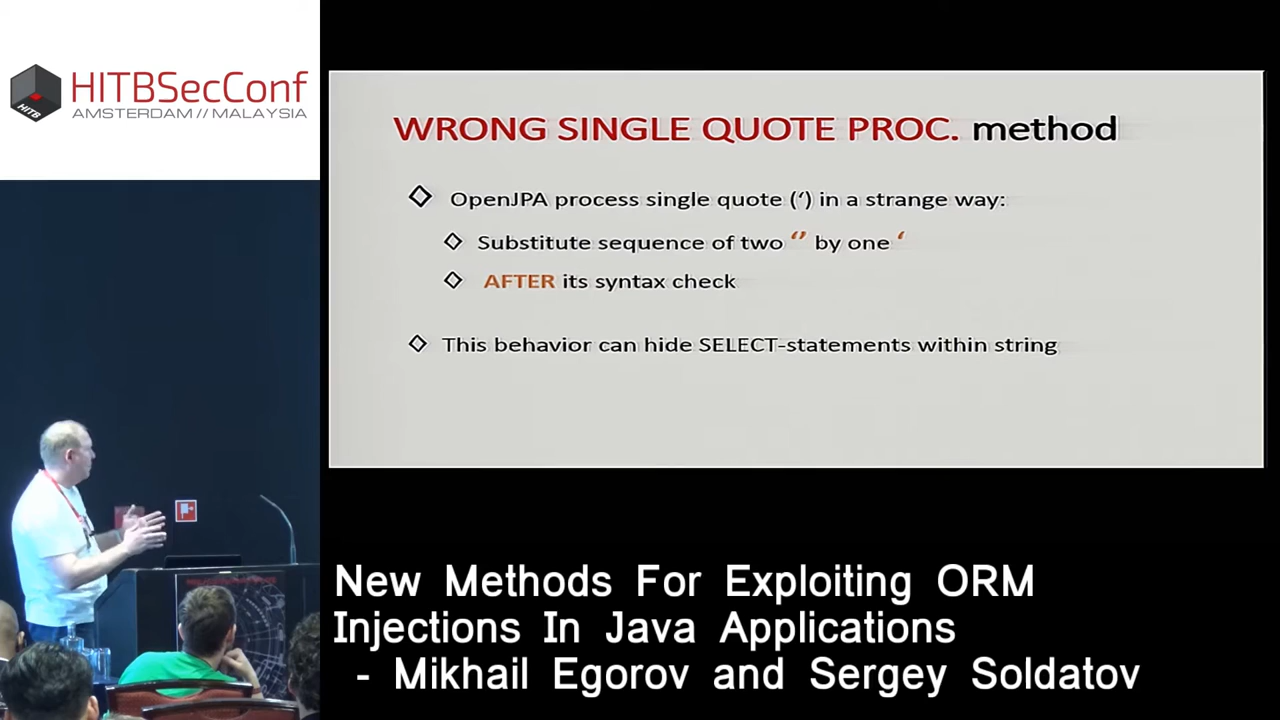 HITBSecConf
AMSTERDAM // MALAYSIA
HITB
WRONG SINGLE QUOTE PROC. method
OpenJPA process single quote (‘) in a strange way:
Substitute sequence of two ‘’ by one ‘
AFTER its syntax check
This behavior can hide SELECT-statements within string
New Methods For Exploiting ORM
Injections In Java Applications
- Mikhail Egorov and Sergey Soldatov